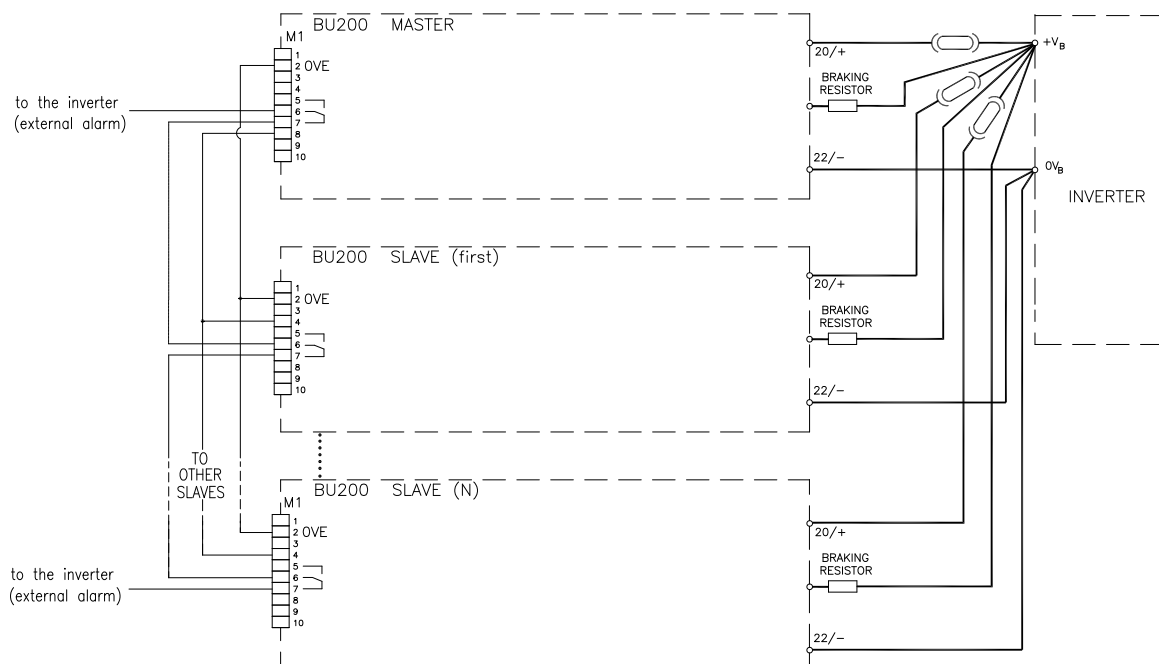 BU200 MASTER
M1
1
2 0VE
3
4
5
6
7
8
9
10
to the inverter
(external alarm)
20/+
BRAKING
RESISTOR
22/-
+VB
0VB
INVERTER
BU200 SLAVE (first)
1
2 0VE
3
4
5
6
7
8
9
10
20/+
BRAKING
RESISTOR
22/-
TO
OTHER
SLAVES
BU200 SLAVE (N)
M1
1
2 0VE
3
4
5
6
7
8
9
10
to the inverter
(external alarm)
20/+
BRAKING
RESISTOR
22/-